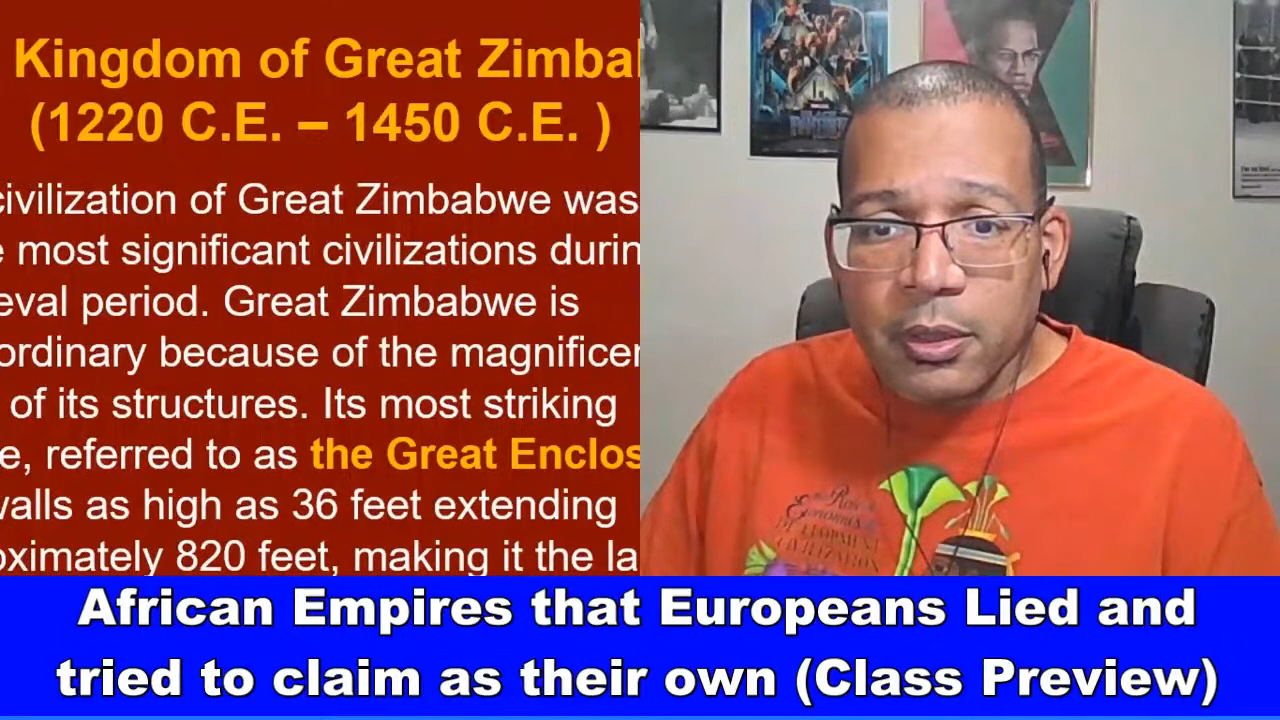 Kingdom of Great Zimbal
(1220 C.E. – 1450 C.E. )
civilization of Great Zimbabwe was
e most significant civilizations durin
eval period. Great Zimbabwe is
ordinary because of the magnificen
of its structures. Its most striking
e, referred to as the Great Enclos
walls as high as 36 feet extending
oximately 820 feet, making it the la
DEVELOPMENT
CIVILIZATION
African Empires that Europeans Lied and
tried to claim as their own (Class Preview)